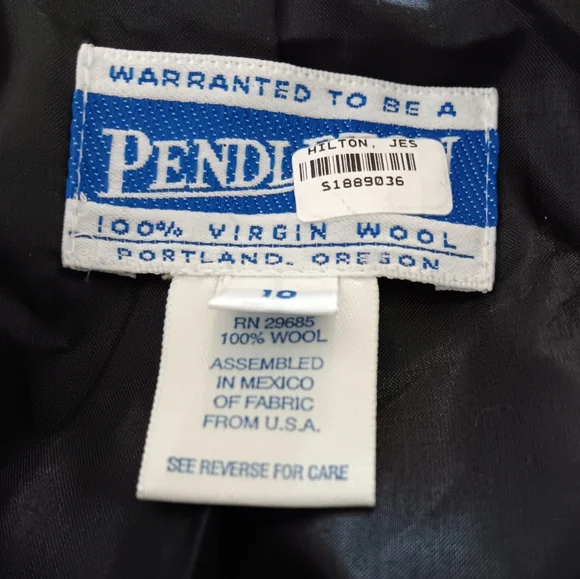 WARRANTED TO BE A
PENDL
HILTON, JES
S1889036
100% VIRGIN WOOL
PORTLAND, OREGON
10
RN 29685
100% WOOL
ASSEMBLED
IN MEXICO
OF FABRIC
FROM U.S.A.
SEE REVERSE FOR CARE